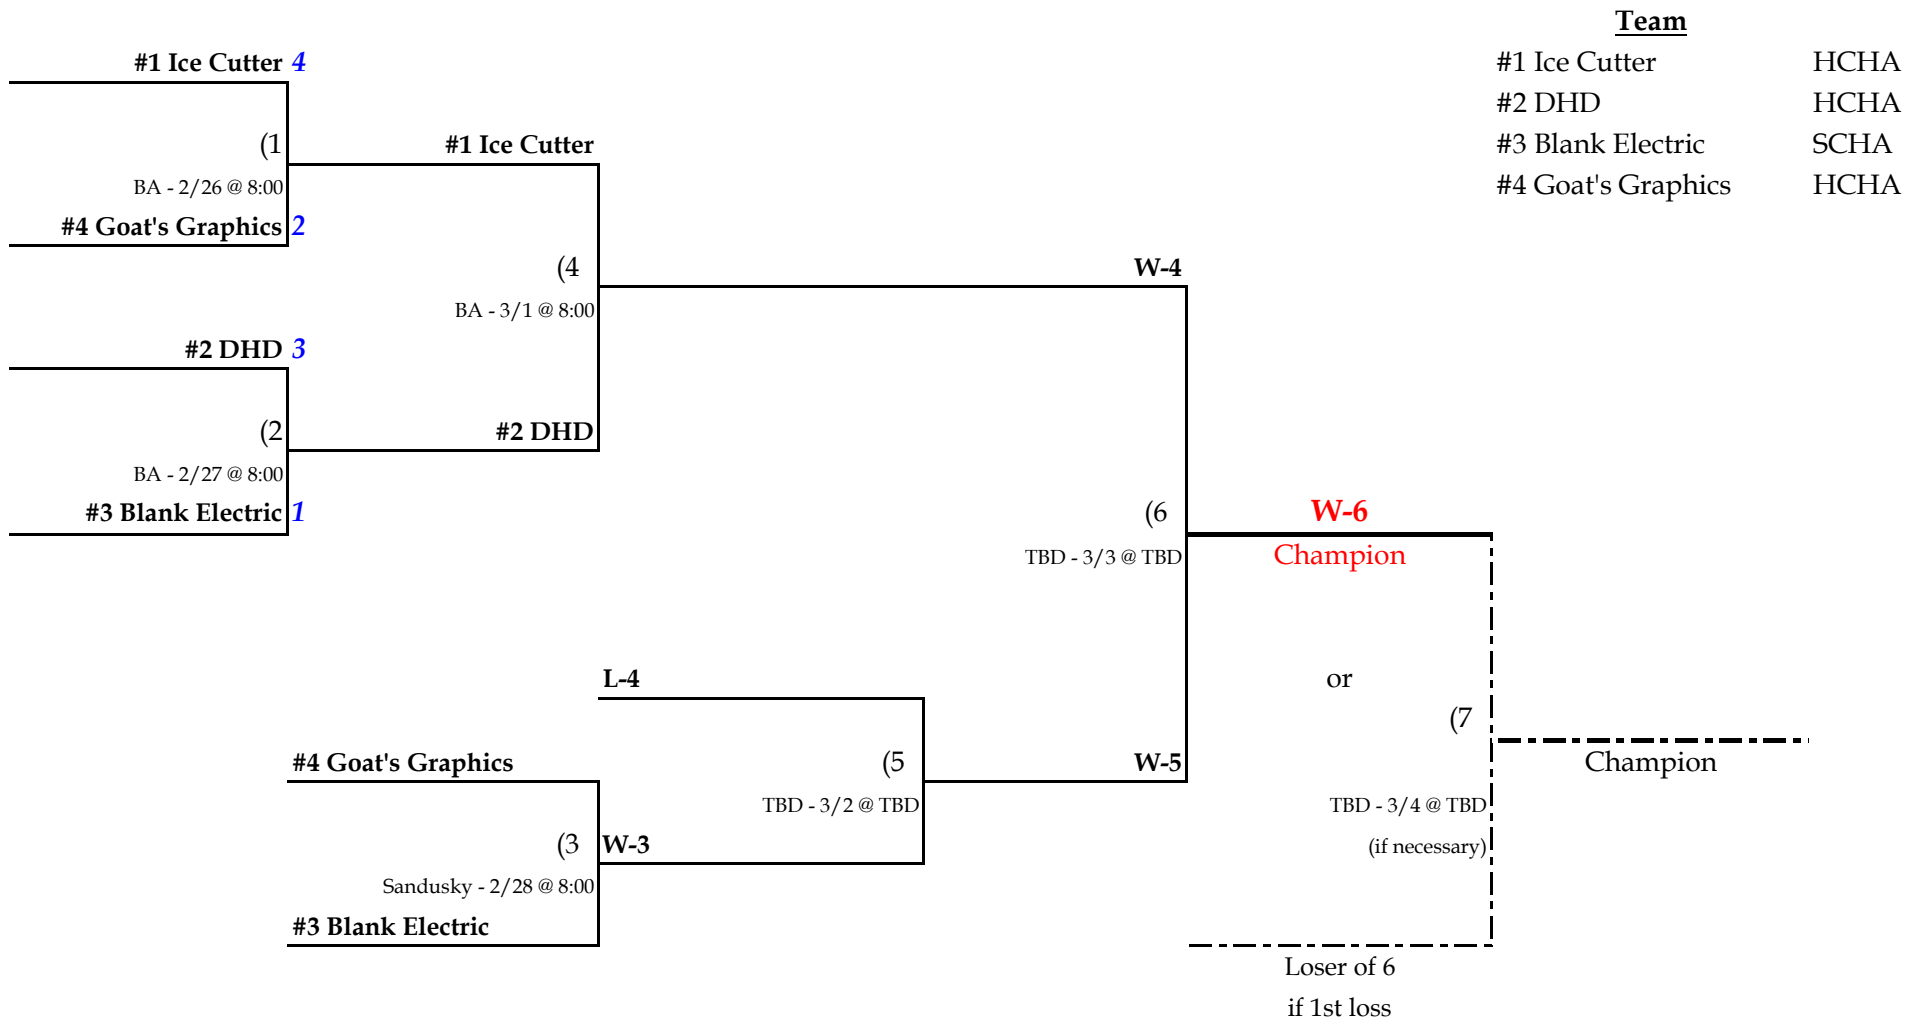 Team
#1 Ice Cutter HCHA
#2 DHD HCHA
#3 Blank Electric SCHA
#4 Goat's Graphics HCHA
#1 Ice Cutter 4
(1
BA - 2/26 @ 8:00
#4 Goat's Graphics 2
#1 Ice Cutter
(4
BA - 3/1 @ 8:00
#2 DHD 3
(2
BA - 2/27 @ 8:00
#3 Blank Electric 1
#2 DHD
W-4
(6
TBD - 3/3 @ TBD
W-6
Champion
or
L-4
(5
TBD - 3/2 @ TBD
W-5
#4 Goat's Graphics
(3
Sandusky - 2/28 @ 8:00
#3 Blank Electric
W-3
(7
TBD - 3/4 @ TBD
(if necessary)
Champion
Loser of 6
if 1st loss